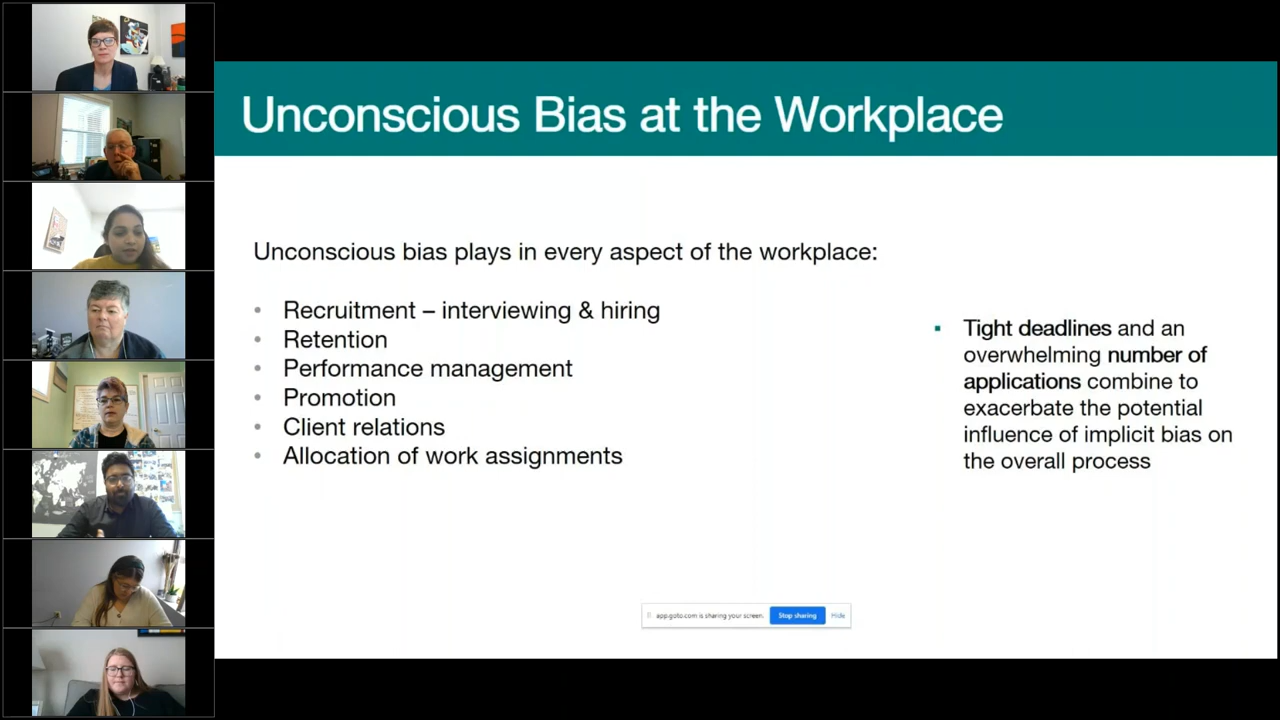 Unconscious Bias at the Workplace
Unconscious bias plays in every aspect of the workplace:
• Recruitment – interviewing & hiring
• Retention
• Performance management
• Promotion
• Client relations
• Allocation of work assignments
▪ Tight deadlines and an
overwhelming number of
applications combine to
exacerbate the potential
influence of implicit bias on
the overall process
app.goto.com is sharing your screen.
Stop sharing
Hide